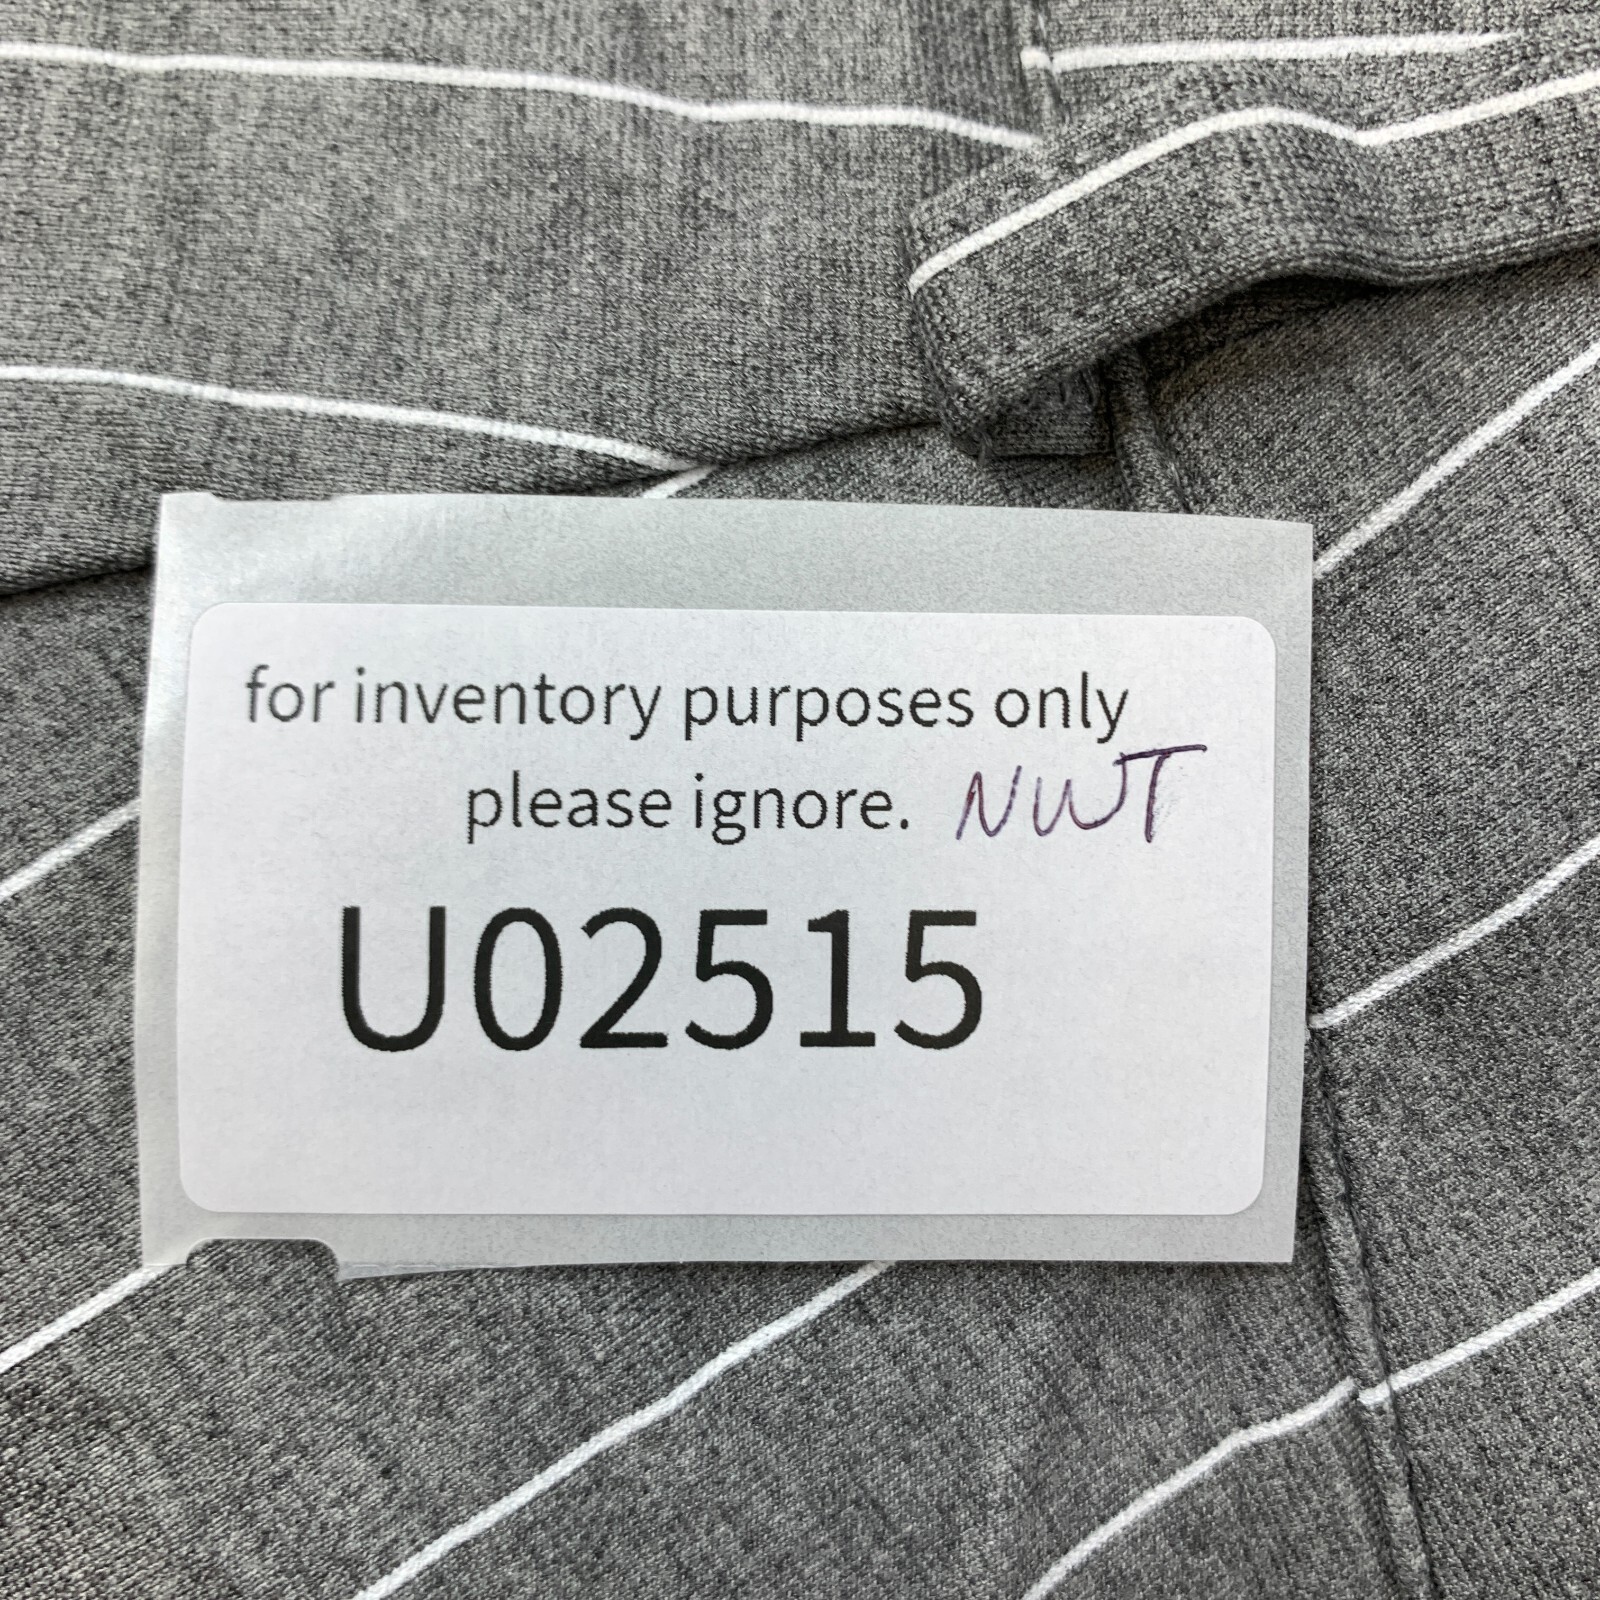 for inventory purposes only
please ignore. NWT
U02515